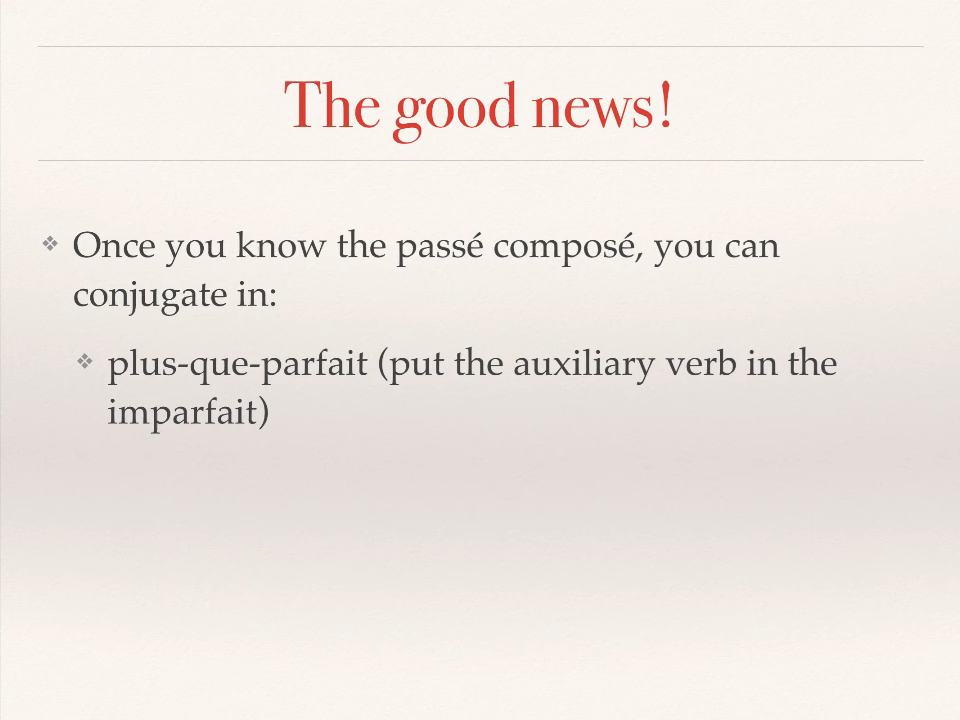 The good news!
❖ Once you know the passé composé, you can
conjugate in:
❖ plus-que-parfait (put the auxiliary verb in the
imparfait)